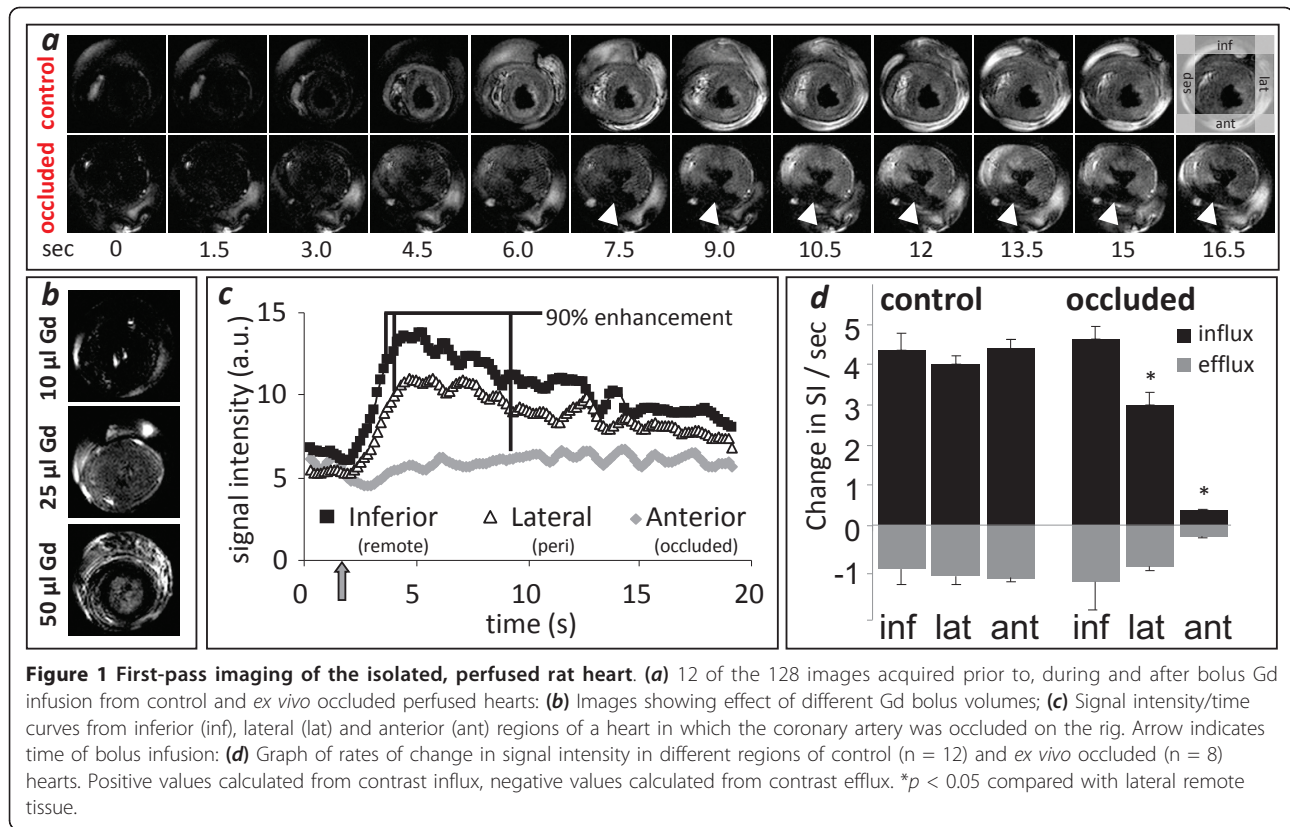 a
control
inf
sep
lat
ant
occluded
sec 0 1.5 3.0 4.5 6.0 7.5 9.0 10.5 12 13.5 15 16.5
b
10 µl Gd
25 µl Gd
50 µl Gd
c
signal intensity (a.u.)
15
10
5
0
90% enhancement
Inferior Lateral Anterior
(remote) (peri) (occluded)
0 5 10 15 20
time (s)
d
control occluded
Change in SI / sec
5
4
3
2
1
0
-1
influx
efflux
*
*
inf lat ant inf lat ant
Figure 1 First-pass imaging of the isolated, perfused rat heart. (a) 12 of the 128 images acquired prior to, during and after bolus Gd
infusion from control and ex vivo occluded perfused hearts: (b) Images showing effect of different Gd bolus volumes; (c) Signal intensity/time
curves from inferior (inf), lateral (lat) and anterior (ant) regions of a heart in which the coronary artery was occluded on the rig. Arrow indicates
time of bolus infusion: (d) Graph of rates of change in signal intensity in different regions of control (n = 12) and ex vivo occluded (n = 8)
hearts. Positive values calculated from contrast influx, negative values calculated from contrast efflux. *p < 0.05 compared with lateral remote
tissue.